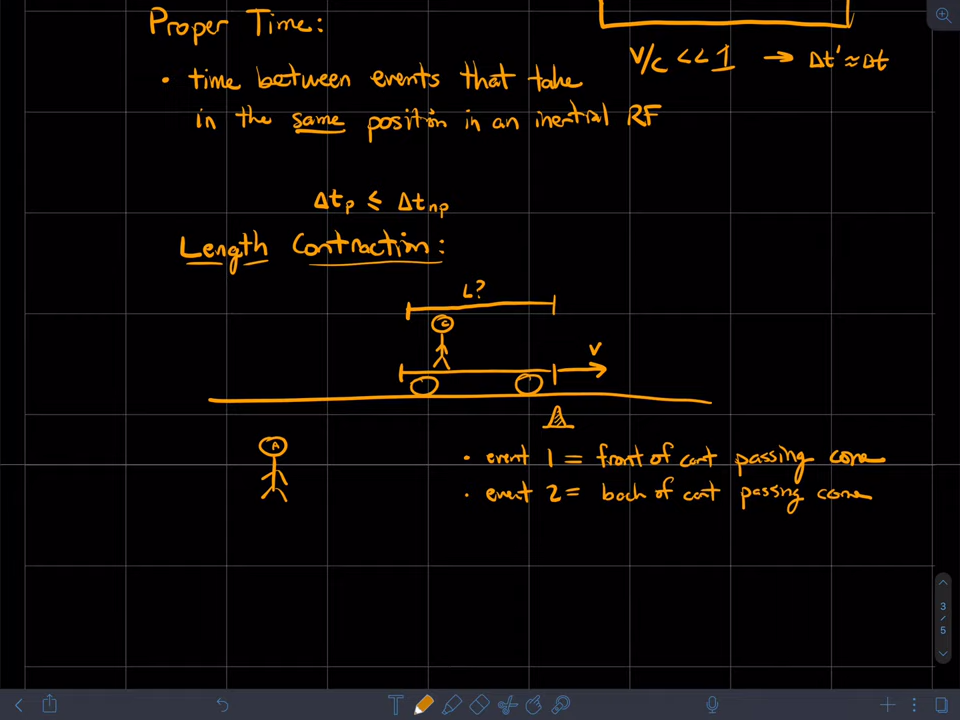 Proper Time:
v/c << 1 → Δt' ≈ Δt
• time between events that take
in the same position in an inertial RF
Δtp ≤ Δtnp
Length Contraction:
L?
C
v
A
• event 1 = front of cart passing cone
• event 2 = back of cart passing cone
3
/
5
T